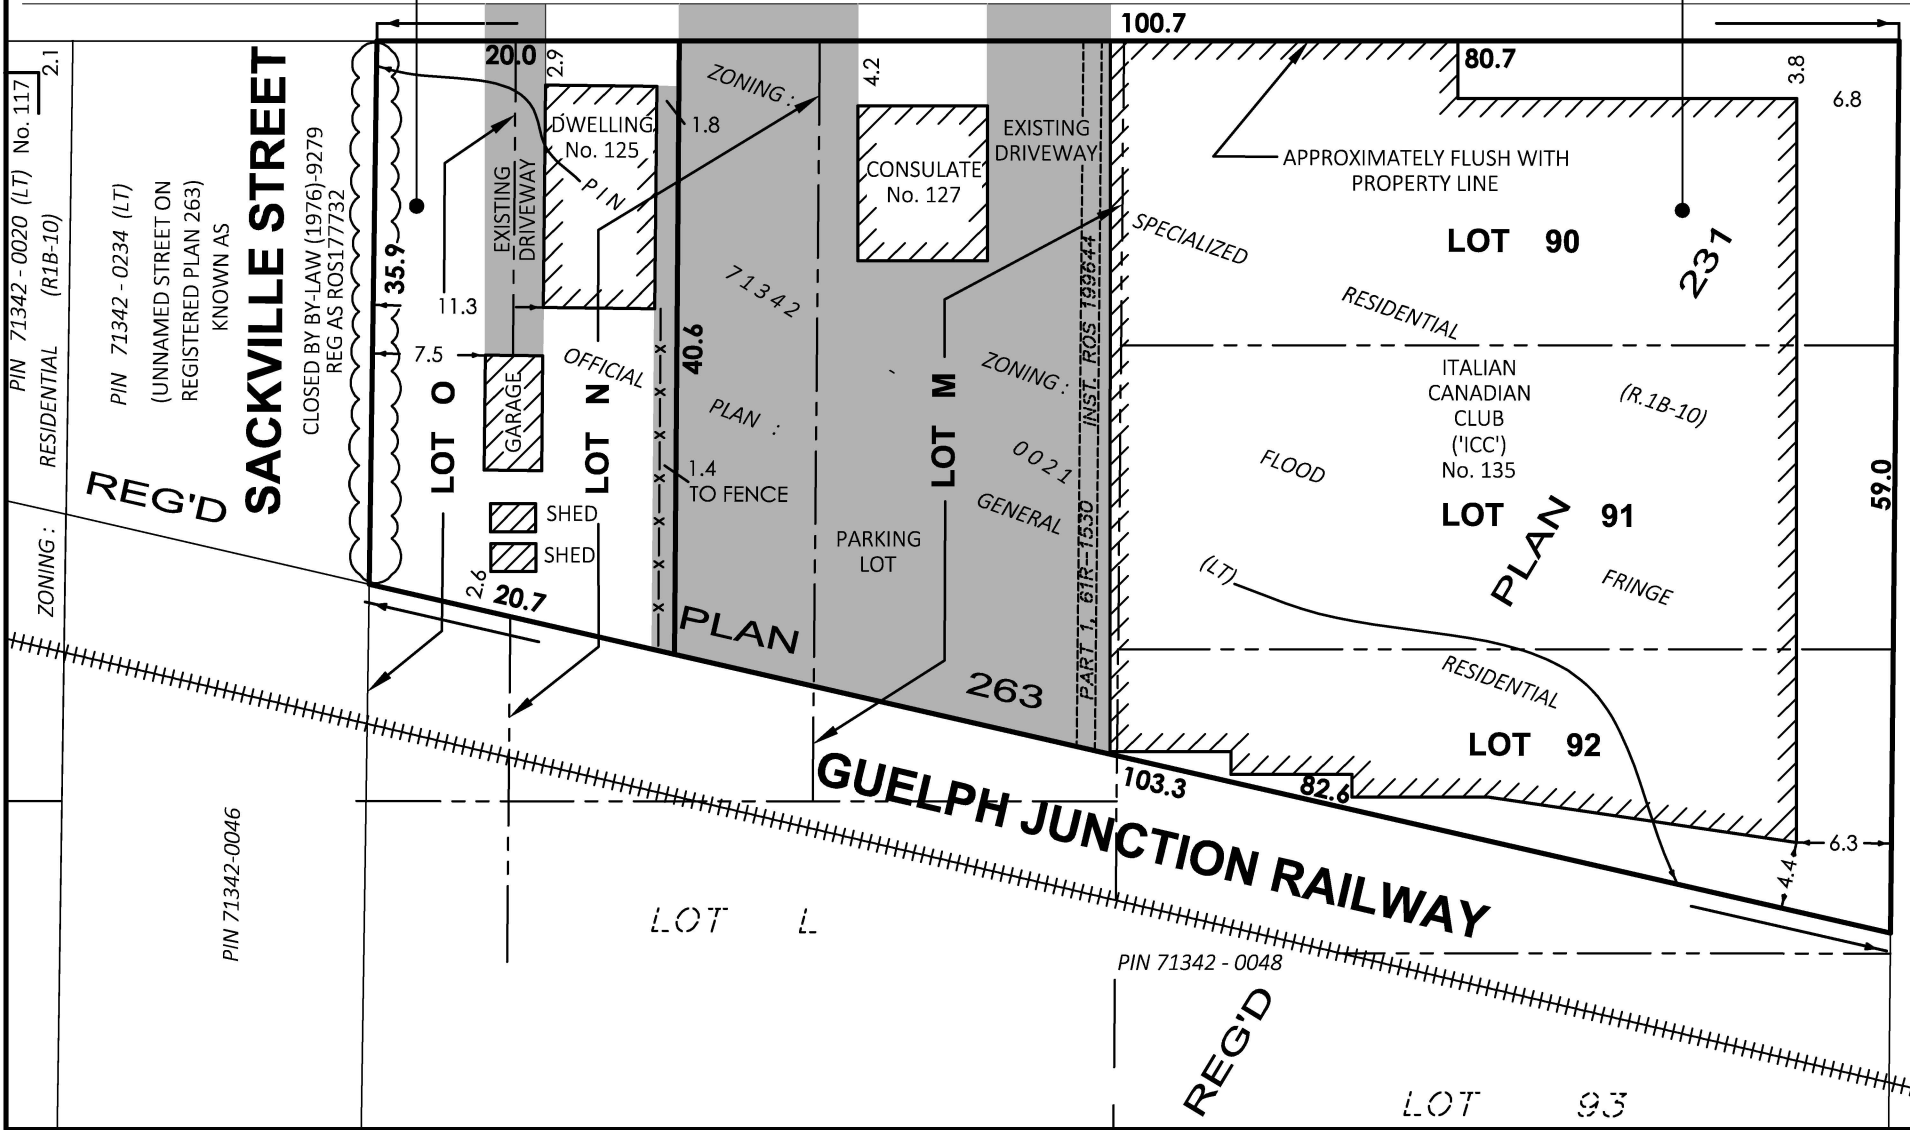 100.7
20.0
80.7
2.9
4.2
3.8
6.8
2.1
PIN 71342 - 0020 (LT) No. 117
RESIDENTIAL (R1B-10)
ZONING :
PIN 71342 - 0234 (LT)
(UNNAMED STREET ON
REGISTERED PLAN 263)
KNOWN AS
SACKVILLE STREET
CLOSED BY BY-LAW (1976)-9279
REG AS ROS177732
REG'D
35.9
11.3
7.5
EXISTING
DRIVEWAY
DWELLING
No. 125
PIN
1.8
ZONING :
CONSULATE
No. 127
EXISTING
DRIVEWAY
APPROXIMATELY FLUSH WITH
PROPERTY LINE
LOT 90
231
SPECIALIZED
RESIDENTIAL
71342
-
0021
OFFICIAL
PLAN :
ZONING :
GENERAL
40.6
GARAGE
LOT O
LOT N
LOT M
1.4
TO FENCE
SHED
SHED
2.6
20.7
PARKING
LOT
PLAN
263
PART 1, 61R-1530
INST. ROS 199644
ITALIAN
CANADIAN
CLUB
('ICC')
No. 135
(R.1B-10)
FLOOD
LOT 91
PLAN
FRINGE
(LT)
RESIDENTIAL
LOT 92
59.0
103.3
82.6
6.3
4.4
GUELPH JUNCTION RAILWAY
PIN 71342-0046
LOT L
PIN 71342 - 0048
REG'D
LOT 93